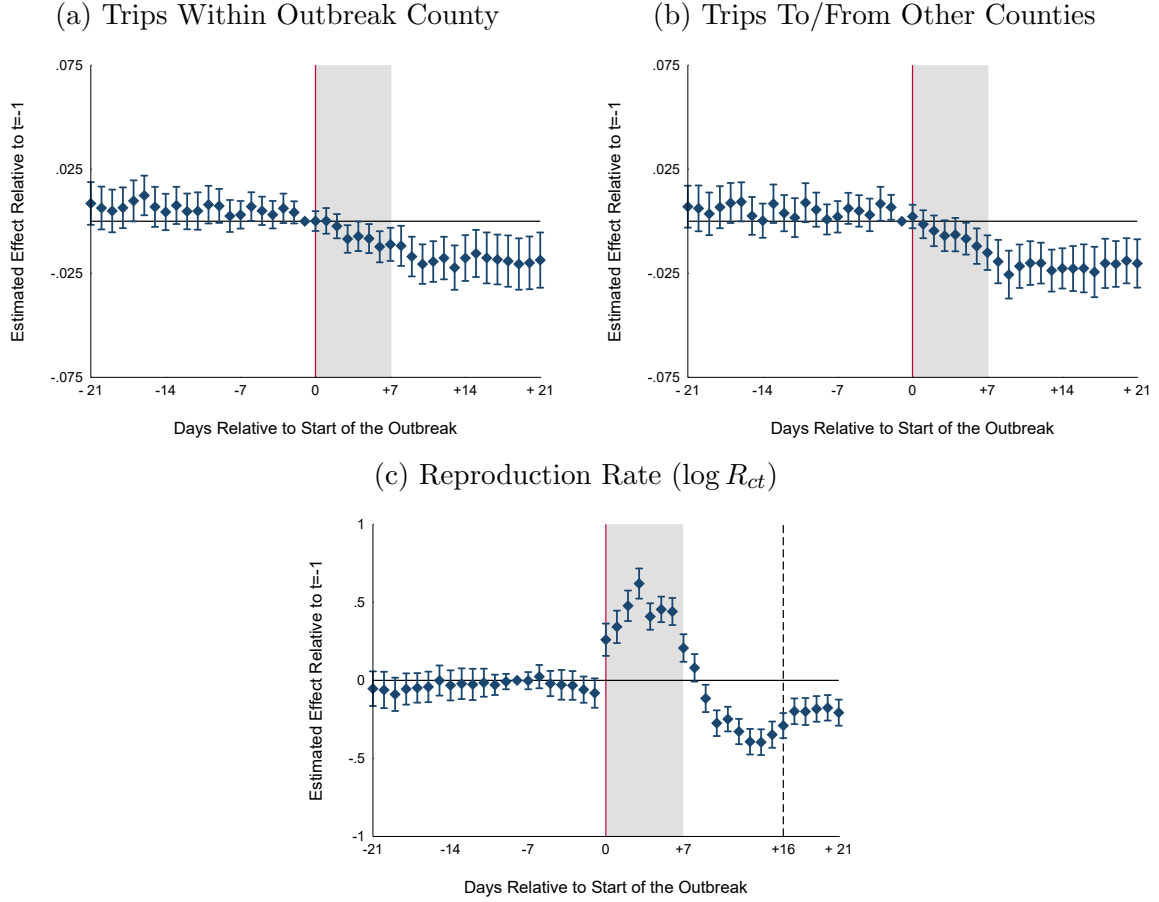 (a) Trips Within Outbreak County
.075
.025
-.025
-.075
Estimated Effect Relative to t=-1
- 21 -14 -7 0 +7 +14 + 21
Days Relative to Start of the Outbreak
(b) Trips To/From Other Counties
.075
.025
-.025
-.075
Estimated Effect Relative to t=-1
- 21 -14 -7 0 +7 +14 + 21
Days Relative to Start of the Outbreak
(c) Reproduction Rate (log R_{ct})
1
.5
0
-.5
-1
Estimated Effect Relative to t=-1
-21 -14 -7 0 +7 +16 + 21
Days Relative to Start of the Outbreak